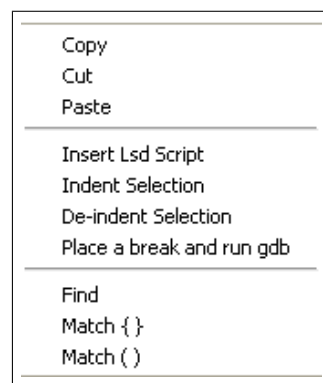 Copy
Cut
Paste
Insert Lsd Script
Indent Selection
De-indent Selection
Place a break and run gdb
Find
Match { }
Match ( )